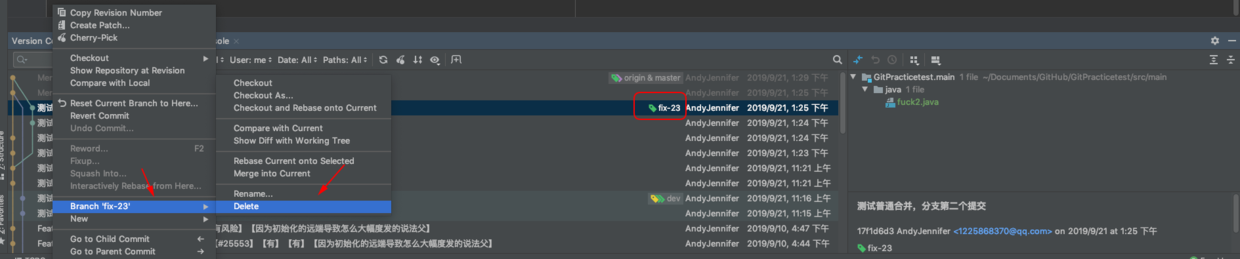 Copy Revision Number
Create Patch...
Cherry-Pick
Checkout
Show Repository at Revision
Compare with Local
Reset Current Branch to Here...
Revert Commit
Undo Commit...
Reword... F2
Fixup...
Squash Into...
Interactively Rebase from Here...
Branch 'fix-23'
New
Go to Child Commit
Go to Parent Commit
Checkout
Checkout As...
Checkout and Rebase onto Current
Compare with Current
Show Diff with Working Tree
Rebase Current onto Selected
Merge into Current
Rename...
Delete
Version Co
sole
User: me Date: All Paths: All
Mer origin & master AndyJennifer 2019/9/21, 1:29 下午
Mer AndyJennifer 2019/9/21, 1:25 下午
测试 fix-23 AndyJennifer 2019/9/21, 1:25 下午
测试 AndyJennifer 2019/9/21, 1:24 下午
测试 AndyJennifer 2019/9/21, 1:24 下午
测试 AndyJennifer 2019/9/21, 1:23 下午
测试 AndyJennifer 2019/9/21, 11:21 上午
测试 AndyJennifer 2019/9/21, 11:21 上午
测试 dev AndyJennifer 2019/9/21, 11:16 上午
测试 AndyJennifer 2019/9/21, 11:15 上午
Feat 有风险】【因为初始化的远端导致怎么大幅度发的说法父】 AndyJennifer 2019/9/10, 4:47 下午
Feat #25553】【有】【有】【因为初始化的远端导致怎么大幅度发的说法父】 AndyJennifer 2019/9/10, 4:44 下午
GitPracticetest.main 1 file ~/Documents/GitHub/GitPracticetest/src/main
java 1 file
fuck2.java
测试普通合并，分支第二个提交
17f1d6d3 AndyJennifer <1225868370@qq.com> on 2019/9/21 at 1:25 下午
fix-23
Z: Structure
Favorites